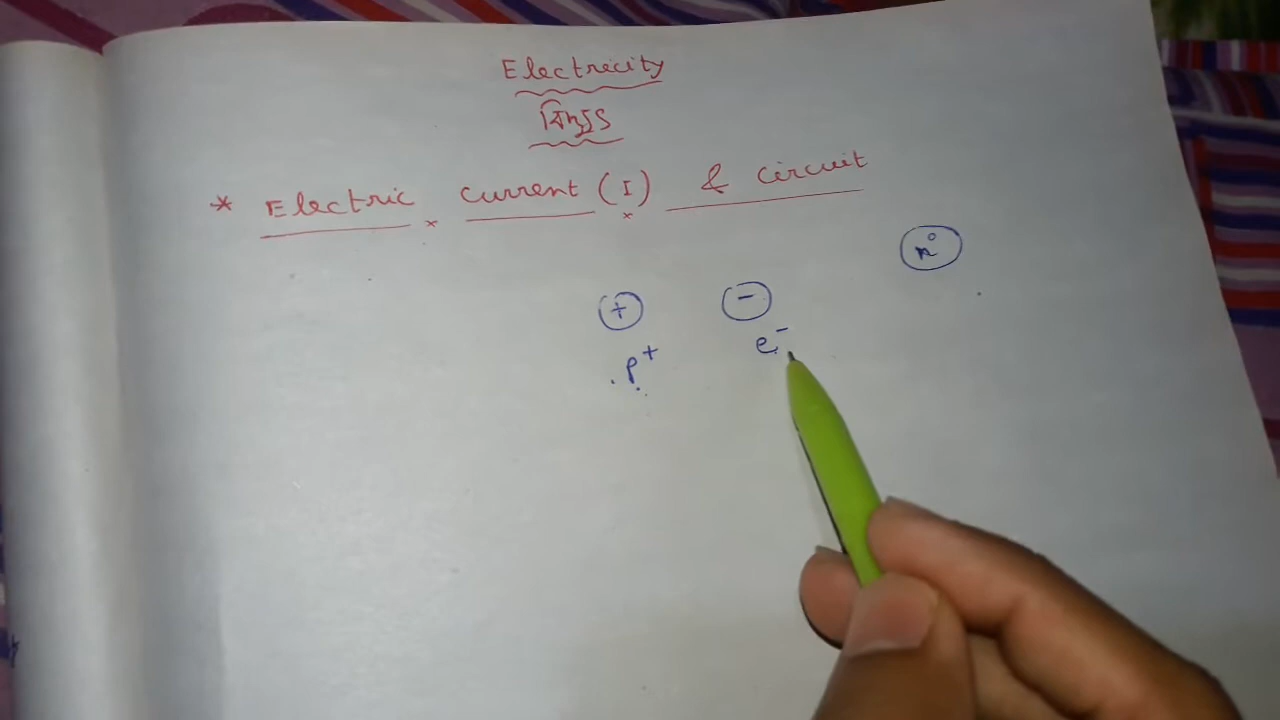 Electricity
বিদ্যুৎ
* Electric Current (I) & Circuit
n°
+ −
p⁺ e⁻